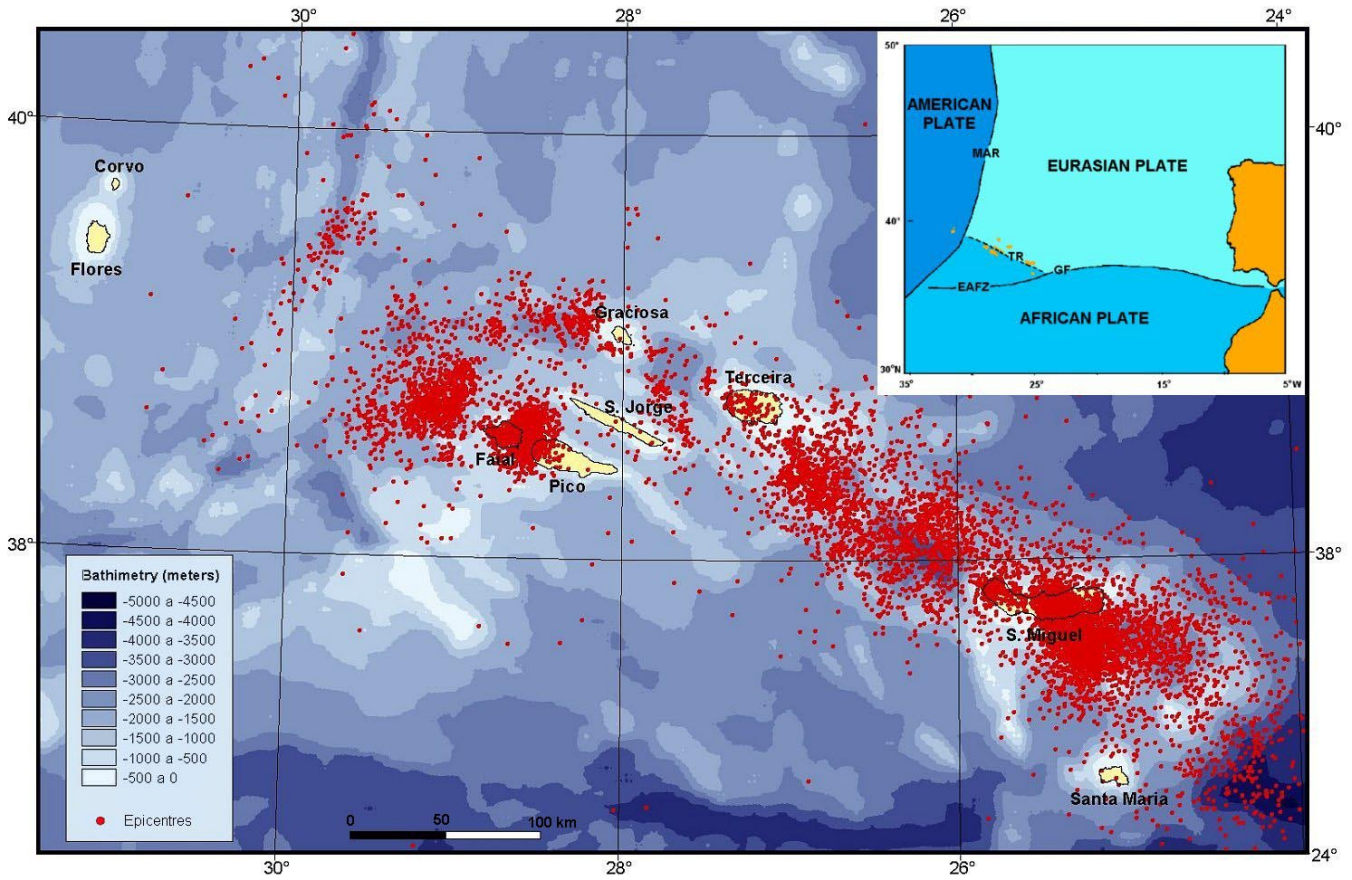 30°
28°
26°
24°
40°
40°
Corvo
Flores
Graciosa
Terceira
S. Jorge
Faial
Pico
S. Miguel
Santa Maria
38°
38°
50°
AMERICAN
PLATE
MAR
EURASIAN PLATE
40°
TR
GF
EAFZ
AFRICAN PLATE
30°N
35°
25°
15°
5°W
Bathimetry (meters)
-5000 a -4500
-4500 a -4000
-4000 a -3500
-3500 a -3000
-3000 a -2500
-2500 a -2000
-2000 a -1500
-1500 a -1000
-1000 a -500
-500 a 0
Epicentres
0 50 100 km
30°
28°
26°
24°